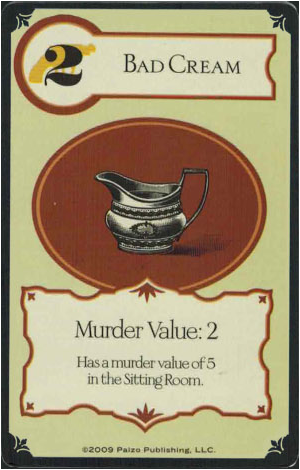 2
BAD CREAM
Murder Value: 2
Has a murder value of 5
in the Sitting Room.
©2009 Paizo Publishing, LLC.